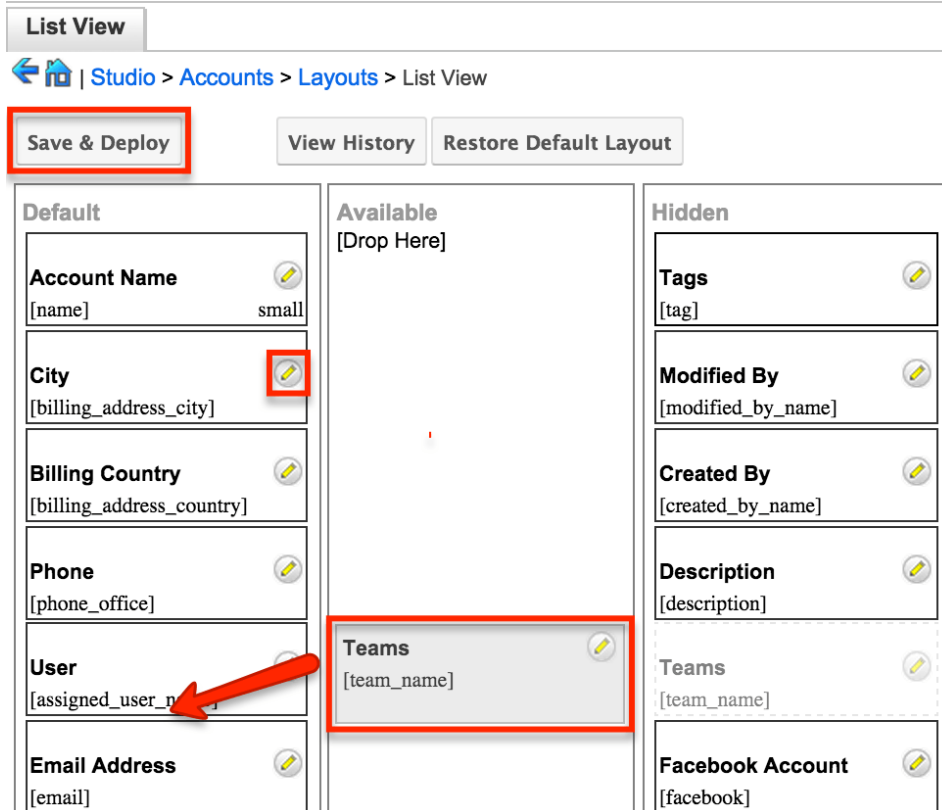 List View
| Studio > Accounts > Layouts > List View
Save & Deploy
View History
Restore Default Layout
Default
Account Name
[name] small
City
[billing_address_city]
Billing Country
[billing_address_country]
Phone
[phone_office]
User
Email Address
[email]
Available
[Drop Here]
Teams
[team_name]
Hidden
Tags
[tag]
Modified By
[modified_by_name]
Created By
[created_by_name]
Description
[description]
Teams
[team_name]
Facebook Account
[facebook]